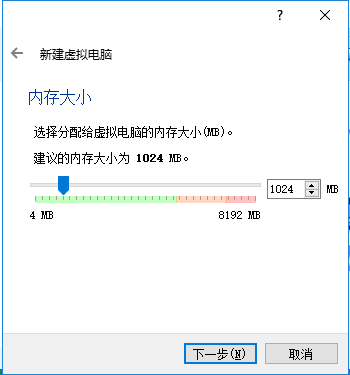 ?
新建虚拟电脑
内存大小
选择分配给虚拟电脑的内存大小(MB)。
建议的内存大小为 1024 MB。
1024 MB
4 MB 8192 MB
下一步(N) 取消